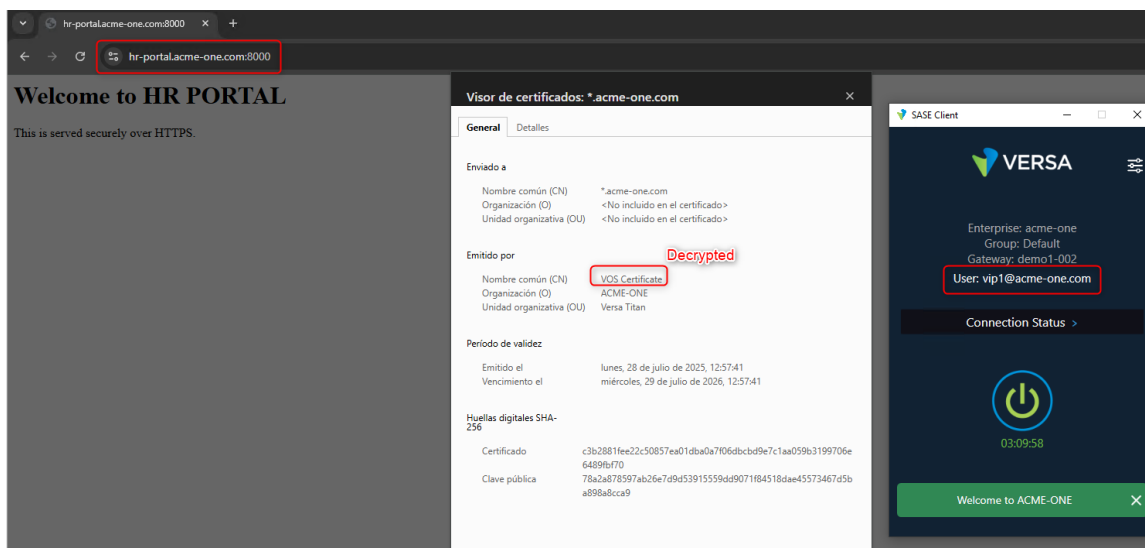 hr-portal.acme-one.com:8000
hr-portal.acme-one.com:8000
Welcome to HR PORTAL
This is served securely over HTTPS.
Visor de certificados: *.acme-one.com
General Detalles
Enviado a
Nombre común (CN) *.acme-one.com
Organización (O) <No incluido en el certificado>
Unidad organizativa (OU) <No incluido en el certificado>
Decrypted
Emitido por
Nombre común (CN) VOS Certificate
Organización (O) ACME-ONE
Unidad organizativa (OU) Versa Titan
Período de validez
Emitido el lunes, 28 de julio de 2025, 12:57:41
Vencimiento el miércoles, 29 de julio de 2026, 12:57:41
Huellas digitales SHA-
256
Certificado c3b2881fee22c50857ea01dba0a7f06dbcbd9e7c1aa059b3199706e
6489fbf70
Clave pública 78a2a878597ab26e7d9d53915559dd9071f84518dae45573467d5b
a898a8cca9
SASE Client
VERSA
Enterprise: acme-one
Group: Default
Gateway: demo1-002
User: vip1@acme-one.com
Connection Status >
03:09:58
Welcome to ACME-ONE